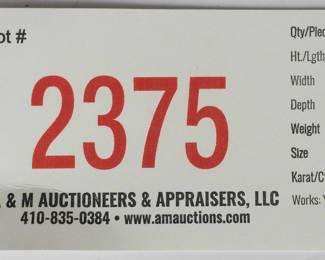 ot #
2375
& M AUCTIONEERS & APPRAISERS, LLC
410-835-0384 • www.amauctions.com
Qty/Piec
Ht./Lgth
Width
Depth
Weight
Size
Karat/C
Works: